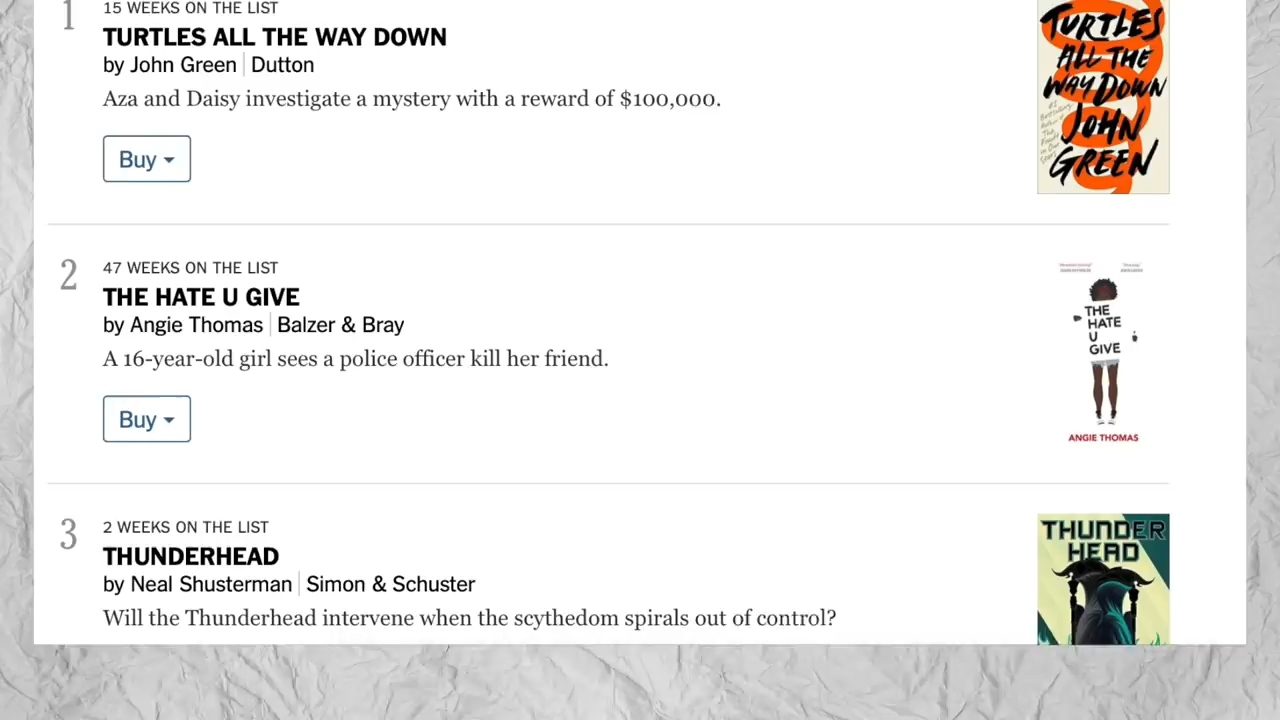 1
15 WEEKS ON THE LIST
TURTLES ALL THE WAY DOWN
by John Green | Dutton
Aza and Daisy investigate a mystery with a reward of $100,000.
Buy
TURTLES
ALL THE
WAY DOWN
JOHN
GREEN
2
47 WEEKS ON THE LIST
THE HATE U GIVE
by Angie Thomas | Balzer & Bray
A 16-year-old girl sees a police officer kill her friend.
Buy
THE
HATE
U
GIVE
ANGIE THOMAS
3
2 WEEKS ON THE LIST
THUNDERHEAD
by Neal Shusterman | Simon & Schuster
Will the Thunderhead intervene when the scythedom spirals out of control?
THUNDER
HEAD